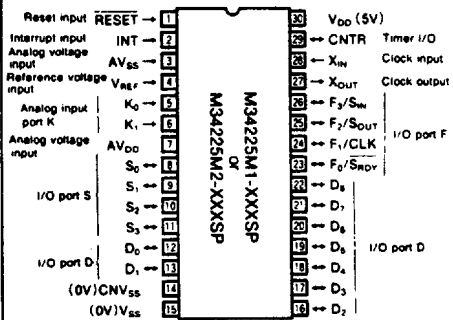 Reset input RESET → 1
Interrupt input INT → 2
Analog voltage input AVSS → 3
Reference voltage input VREF → 4
Analog input port K
K₀ → 5
K₁ → 6
Analog voltage input AVDD 7
I/O port S
S₀ ↔ 8
S₁ ↔ 9
S₂ ↔ 10
S₃ ↔ 11
I/O port D
D₀ ↔ 12
D₁ ↔ 13
(0V)CNVSS → 14
(0V)VSS 15
M34225M1-XXXSP
or
M34225M2-XXXSP
30 VDD (5V)
29 ↔ CNTR Timer I/O
28 ← XIN Clock input
27 → XOUT Clock output
26 ↔ F₃/SIN
25 ↔ F₂/SOUT
24 ↔ F₁/CLK
23 ↔ F₀/SRDY
I/O port F
22 ↔ D₈
21 ↔ D₇
20 ↔ D₆
19 ↔ D₅
18 ↔ D₄
17 ↔ D₃
16 ↔ D₂
I/O port D